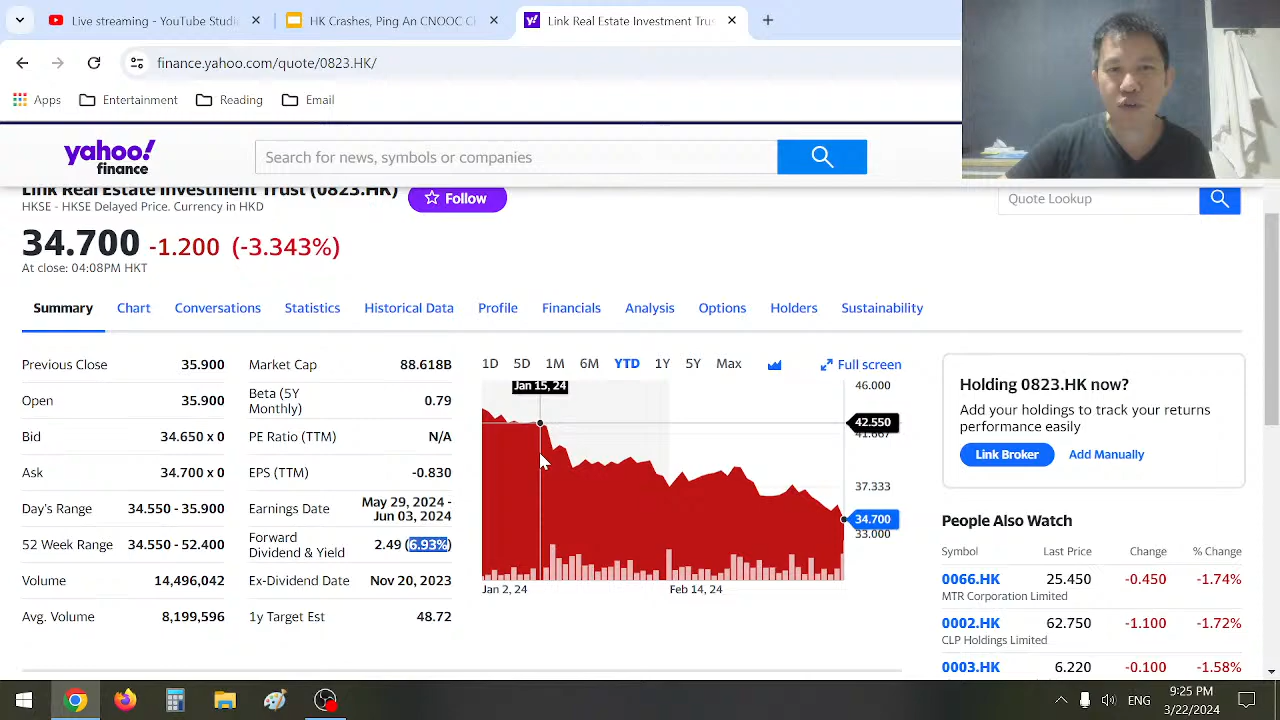 Live streaming - YouTube Studi
HK Crashes, Ping An CNOOC C
Link Real Estate Investment Trus
finance.yahoo.com/quote/0823.HK/
Apps
Entertainment
Reading
Email
yahoo!
finance
Search for news, symbols or companies
Link Real Estate Investment Trust (0823.HK)
Follow
HKSE - HKSE Delayed Price. Currency in HKD
Quote Lookup
34.700 -1.200 (-3.343%)
At close: 04:08PM HKT
Summary Chart Conversations Statistics Historical Data Profile Financials Analysis Options Holders Sustainability
Previous Close 35.900
Open 35.900
Bid 34.650 x 0
Ask 34.700 x 0
Day's Range 34.550 - 35.900
52 Week Range 34.550 - 52.400
Volume 14,496,042
Avg. Volume 8,199,596
Market Cap 88.618B
Beta (5Y
Monthly) 0.79
PE Ratio (TTM) N/A
EPS (TTM) -0.830
Earnings Date May 29, 2024 -
Jun 03, 2024
Forward
Dividend & Yield 2.49 (6.93%)
Ex-Dividend Date Nov 20, 2023
1y Target Est 48.72
1D 5D 1M 6M YTD 1Y 5Y Max
Full screen
Jan 15, 24
46.000
42.550
41.667
37.333
34.700
33.000
Jan 2, 24
Feb 14, 24
Holding 0823.HK now?
Add your holdings to track your returns
performance easily
Link Broker Add Manually
People Also Watch
Symbol Last Price Change % Change
0066.HK 25.450 -0.450 -1.74%
MTR Corporation Limited
0002.HK 62.750 -1.100 -1.72%
CLP Holdings Limited
0003.HK 6.220 -0.100 -1.58%
ENG
9:25 PM
3/22/2024